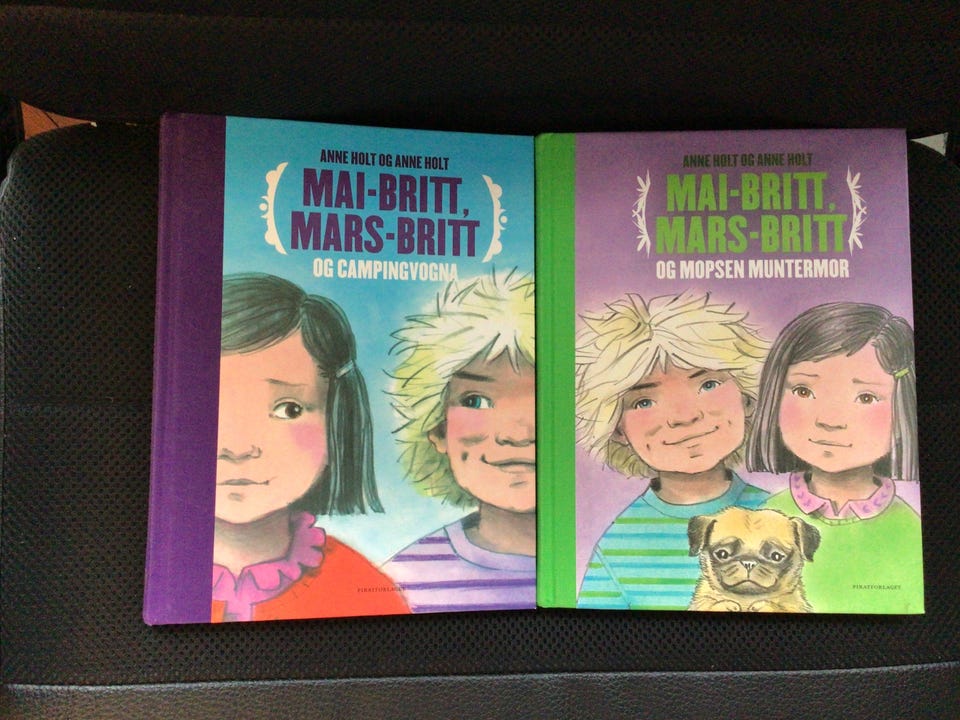 ANNE HOLT OG ANNE HOLT
MAI-BRITT,
MARS-BRITT
OG CAMPINGVOGNA
PIRATFORLAGET
ANNE HOLT OG ANNE HOLT
MAI-BRITT,
MARS-BRITT
OG MOPSEN MUNTERMOR
PIRATFORLAGET